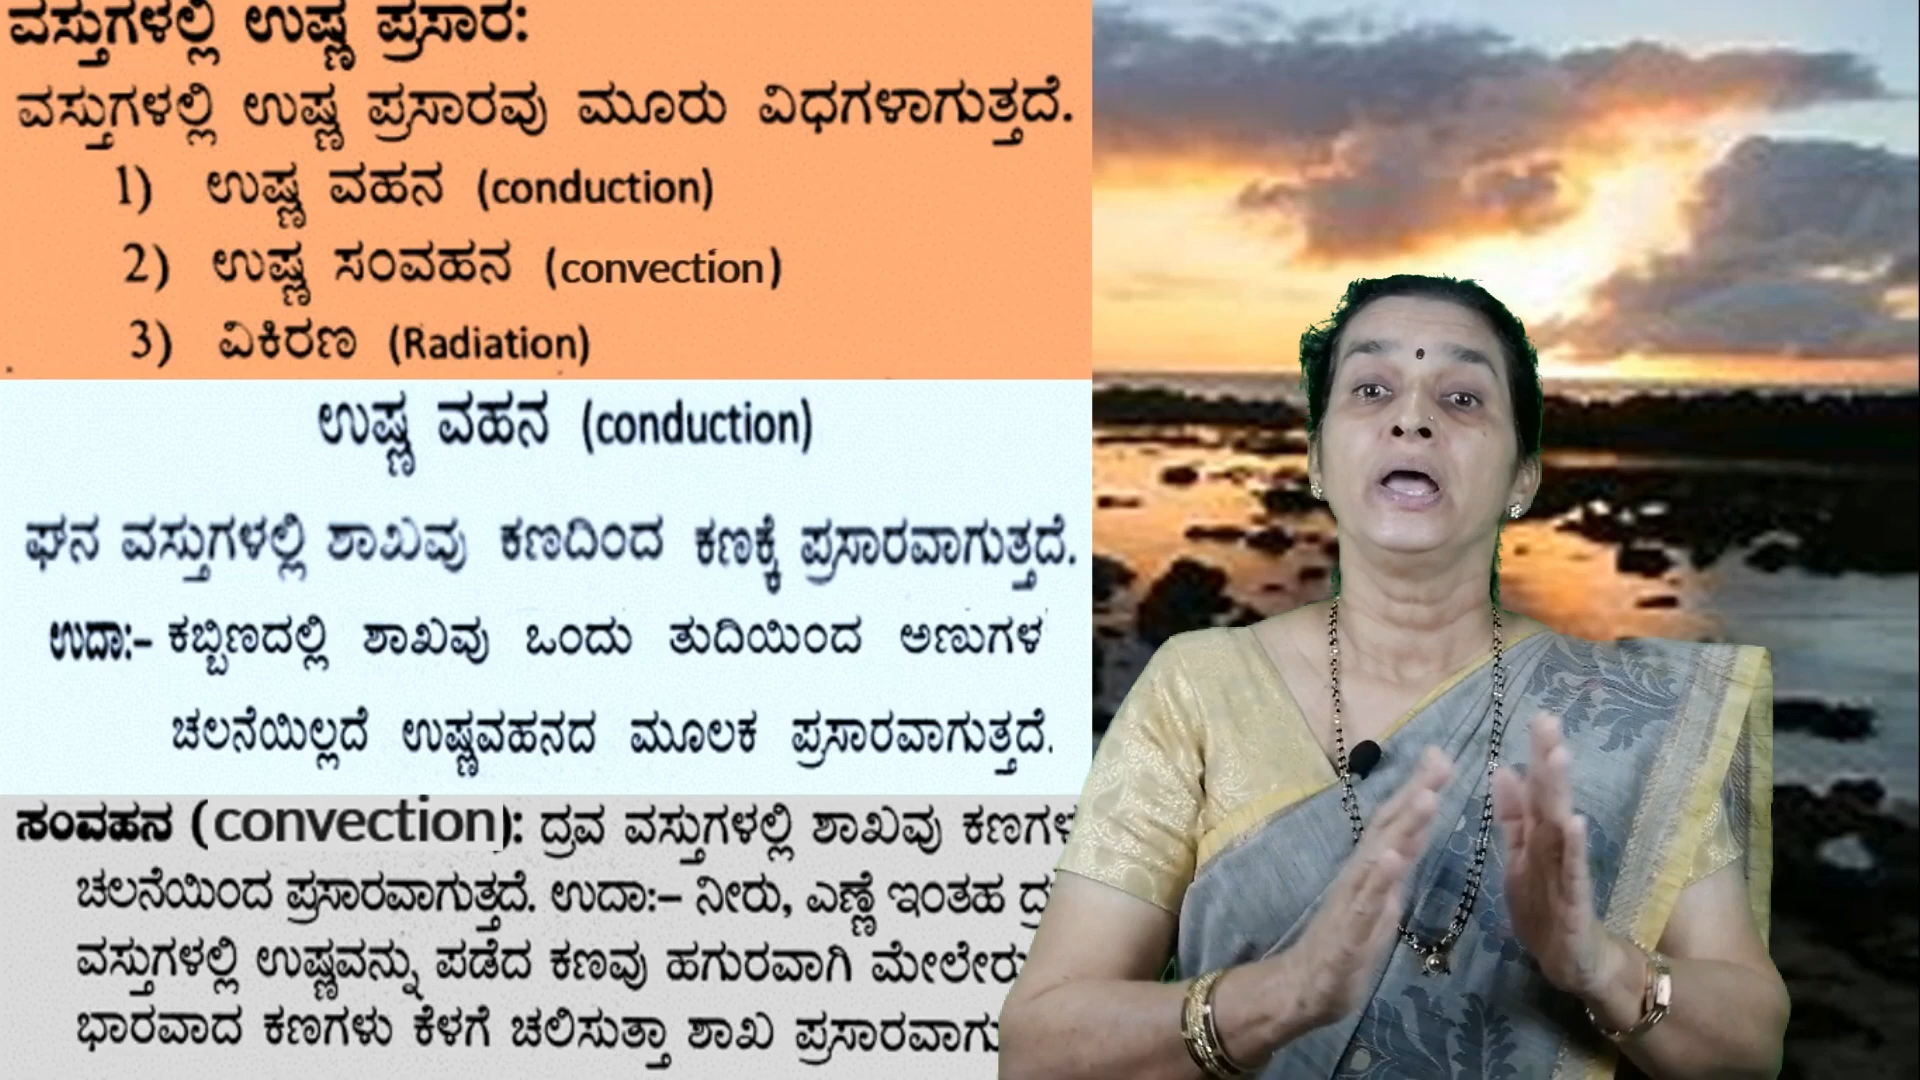 ವಸ್ತುಗಳಲ್ಲಿ ಉಷ್ಣ ಪ್ರಸಾರ:
ವಸ್ತುಗಳಲ್ಲಿ ಉಷ್ಣ ಪ್ರಸಾರವು ಮೂರು ವಿಧಗಳಾಗುತ್ತದೆ.
1) ಉಷ್ಣ ವಹನ (conduction)
2) ಉಷ್ಣ ಸಂವಹನ (convection)
3) ವಿಕಿರಣ (Radiation)
ಉಷ್ಣ ವಹನ (conduction)
ಘನ ವಸ್ತುಗಳಲ್ಲಿ ಶಾಖವು ಕಣದಿಂದ ಕಣಕ್ಕೆ ಪ್ರಸಾರವಾಗುತ್ತದೆ.
ಉದಾ:- ಕಬ್ಬಿಣದಲ್ಲಿ ಶಾಖವು ಒಂದು ತುದಿಯಿಂದ ಅಣುಗಳ
ಚಲನೆಯಿಲ್ಲದೆ ಉಷ್ಣವಹನದ ಮೂಲಕ ಪ್ರಸಾರವಾಗುತ್ತದೆ.
ಸಂವಹನ (convection): ದ್ರವ ವಸ್ತುಗಳಲ್ಲಿ ಶಾಖವು ಕಣಗಳ
ಚಲನೆಯಿಂದ ಪ್ರಸಾರವಾಗುತ್ತದೆ. ಉದಾ:- ನೀರು, ಎಣ್ಣೆ ಇಂತಹ
ವಸ್ತುಗಳಲ್ಲಿ ಉಷ್ಣವನ್ನು ಪಡೆದ ಕಣವು ಹಗುರವಾಗಿ ಮೇಲೇರು
ಭಾರವಾದ ಕಣಗಳು ಕೆಳಗೆ ಚಲಿಸುತ್ತಾ ಶಾಖ ಪ್ರಸಾರವಾಗು